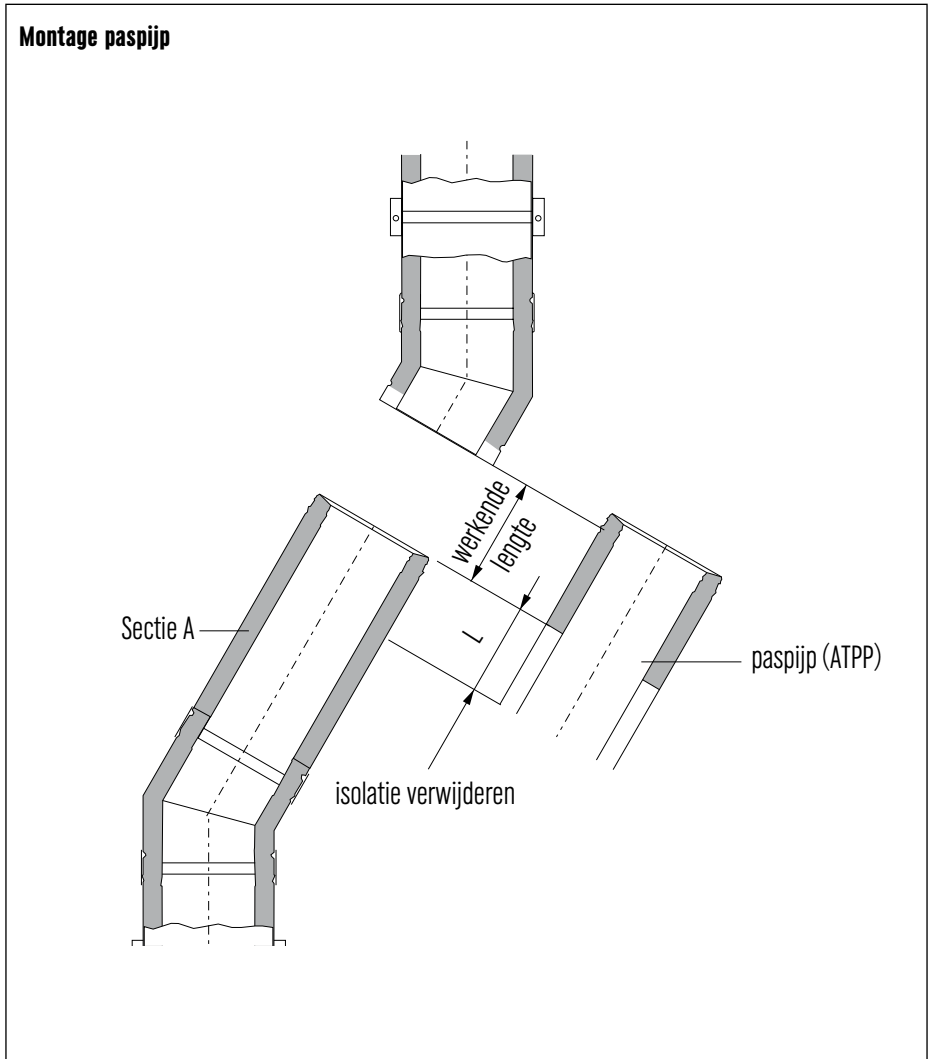 Montage paspijp
werkende
lengte
L
Sectie A
paspijp (ATPP)
isolatie verwijderen